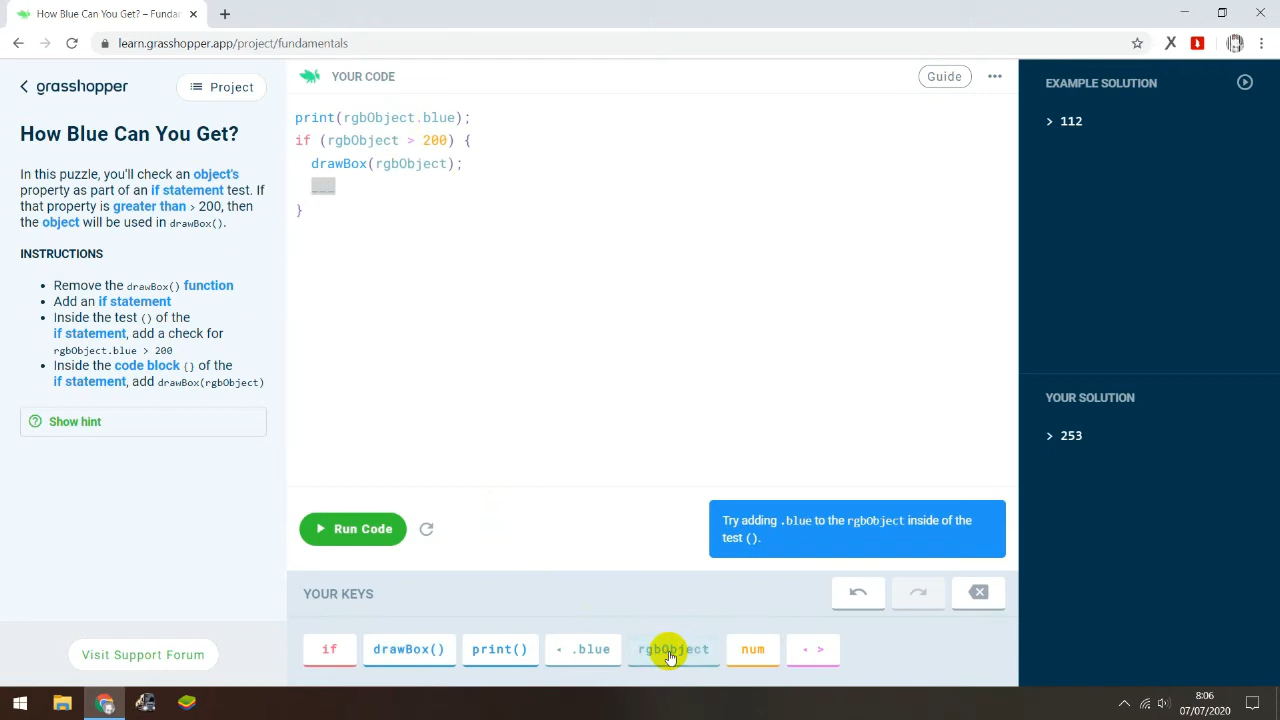 How Blue Can You Get? – Fundar
learn.grasshopper.app/project/fundamentals
grasshopper
Project
How Blue Can You Get?
In this puzzle, you'll check an object's
property as part of an if statement test. If
that property is greater than > 200, then
the object will be used in drawBox().
INSTRUCTIONS
• Remove the drawBox() function
• Add an if statement
• Inside the test () of the
if statement, add a check for
rgbObject.blue > 200
• Inside the code block {} of the
if statement, add drawBox(rgbObject)
Show hint
Visit Support Forum
YOUR CODE
Guide
print(rgbObject.blue);
if (rgbObject > 200) {
drawBox(rgbObject);
}
Run Code
Try adding .blue to the rgbObject inside of the
test ().
YOUR KEYS
if
drawBox()
print()
.blue
rgbObject
num
>
EXAMPLE SOLUTION
> 112
YOUR SOLUTION
> 253
8:06
07/07/2020